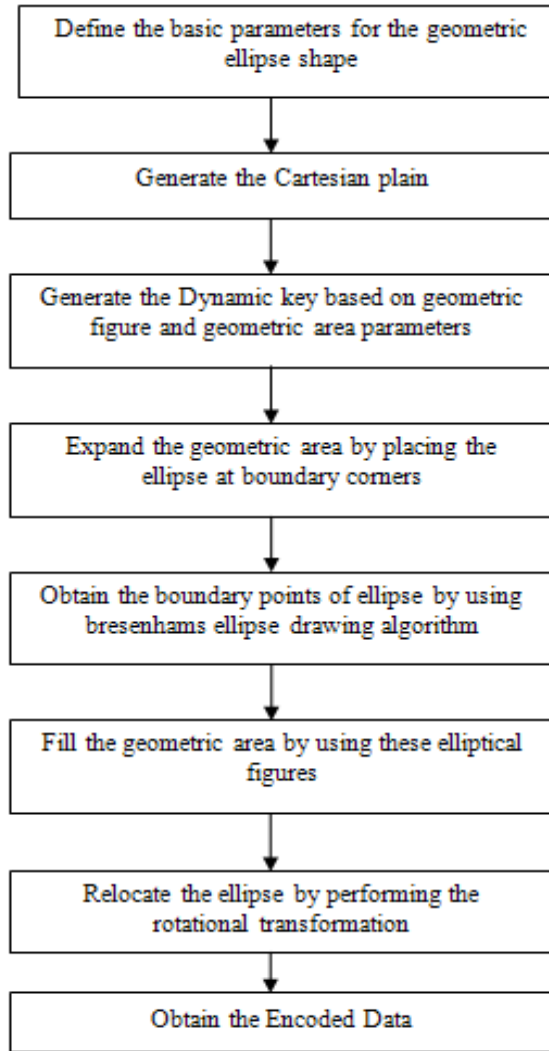 Define the basic parameters for the geometric
ellipse shape
Generate the Cartesian plain
Generate the Dynamic key based on geometric
figure and geometric area parameters
Expand the geometric area by placing the
ellipse at boundary corners
Obtain the boundary points of ellipse by using
bresenhams ellipse drawing algorithm
Fill the geometric area by using these elliptical
figures
Relocate the ellipse by performing the
rotational transformation
Obtain the Encoded Data